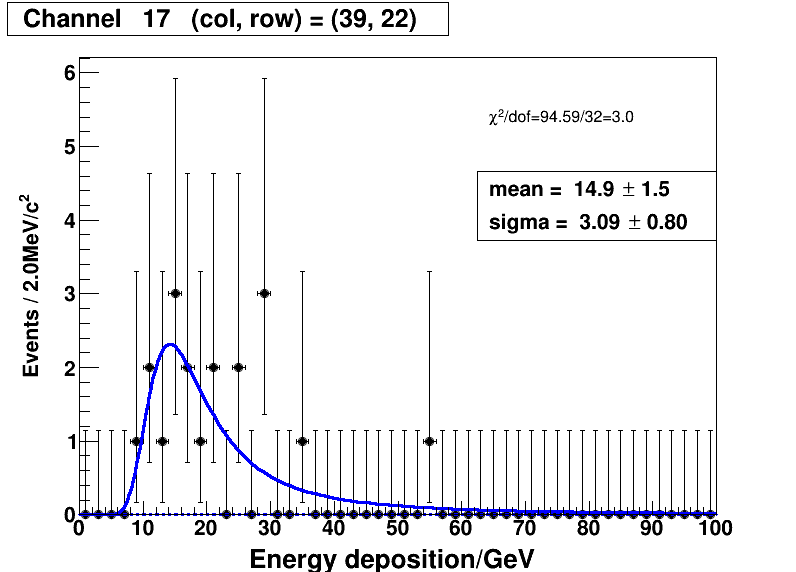 Channel 17 (col, row) = (39, 22)
χ²/dof=94.59/32=3.0
mean = 14.9 ± 1.5
sigma = 3.09 ± 0.80
Events / 2.0MeV/c²
6
5
4
3
2
1
0
0 10 20 30 40 50 60 70 80 90 100
Energy deposition/GeV